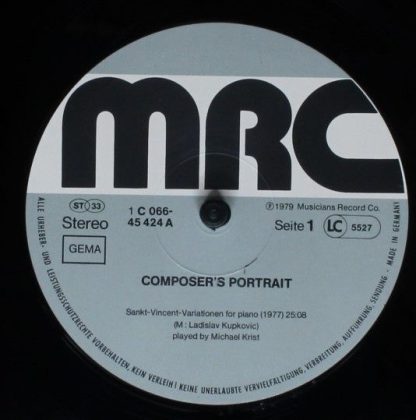 MRC
ST 33
Stereo
GEMA
1 C 066-
45 424 A
℗ 1979 Musicians Record Co.
Seite 1
LC 5527
COMPOSER'S PORTRAIT
Sankt-Vincent-Variationen for piano (1977) 25:08
(M: Ladislav Kupkovic)
played by Michael Krist
ALLE URHEBER- UND LEISTUNGSSCHUTZRECHTE VORBEHALTEN, KEIN VERLEIH! KEINE UNERLAUBTE VERVIELFÄLTIGUNG, VERBREITUNG, AUFFÜHRUNG, SENDUNG - MADE IN GERMANY